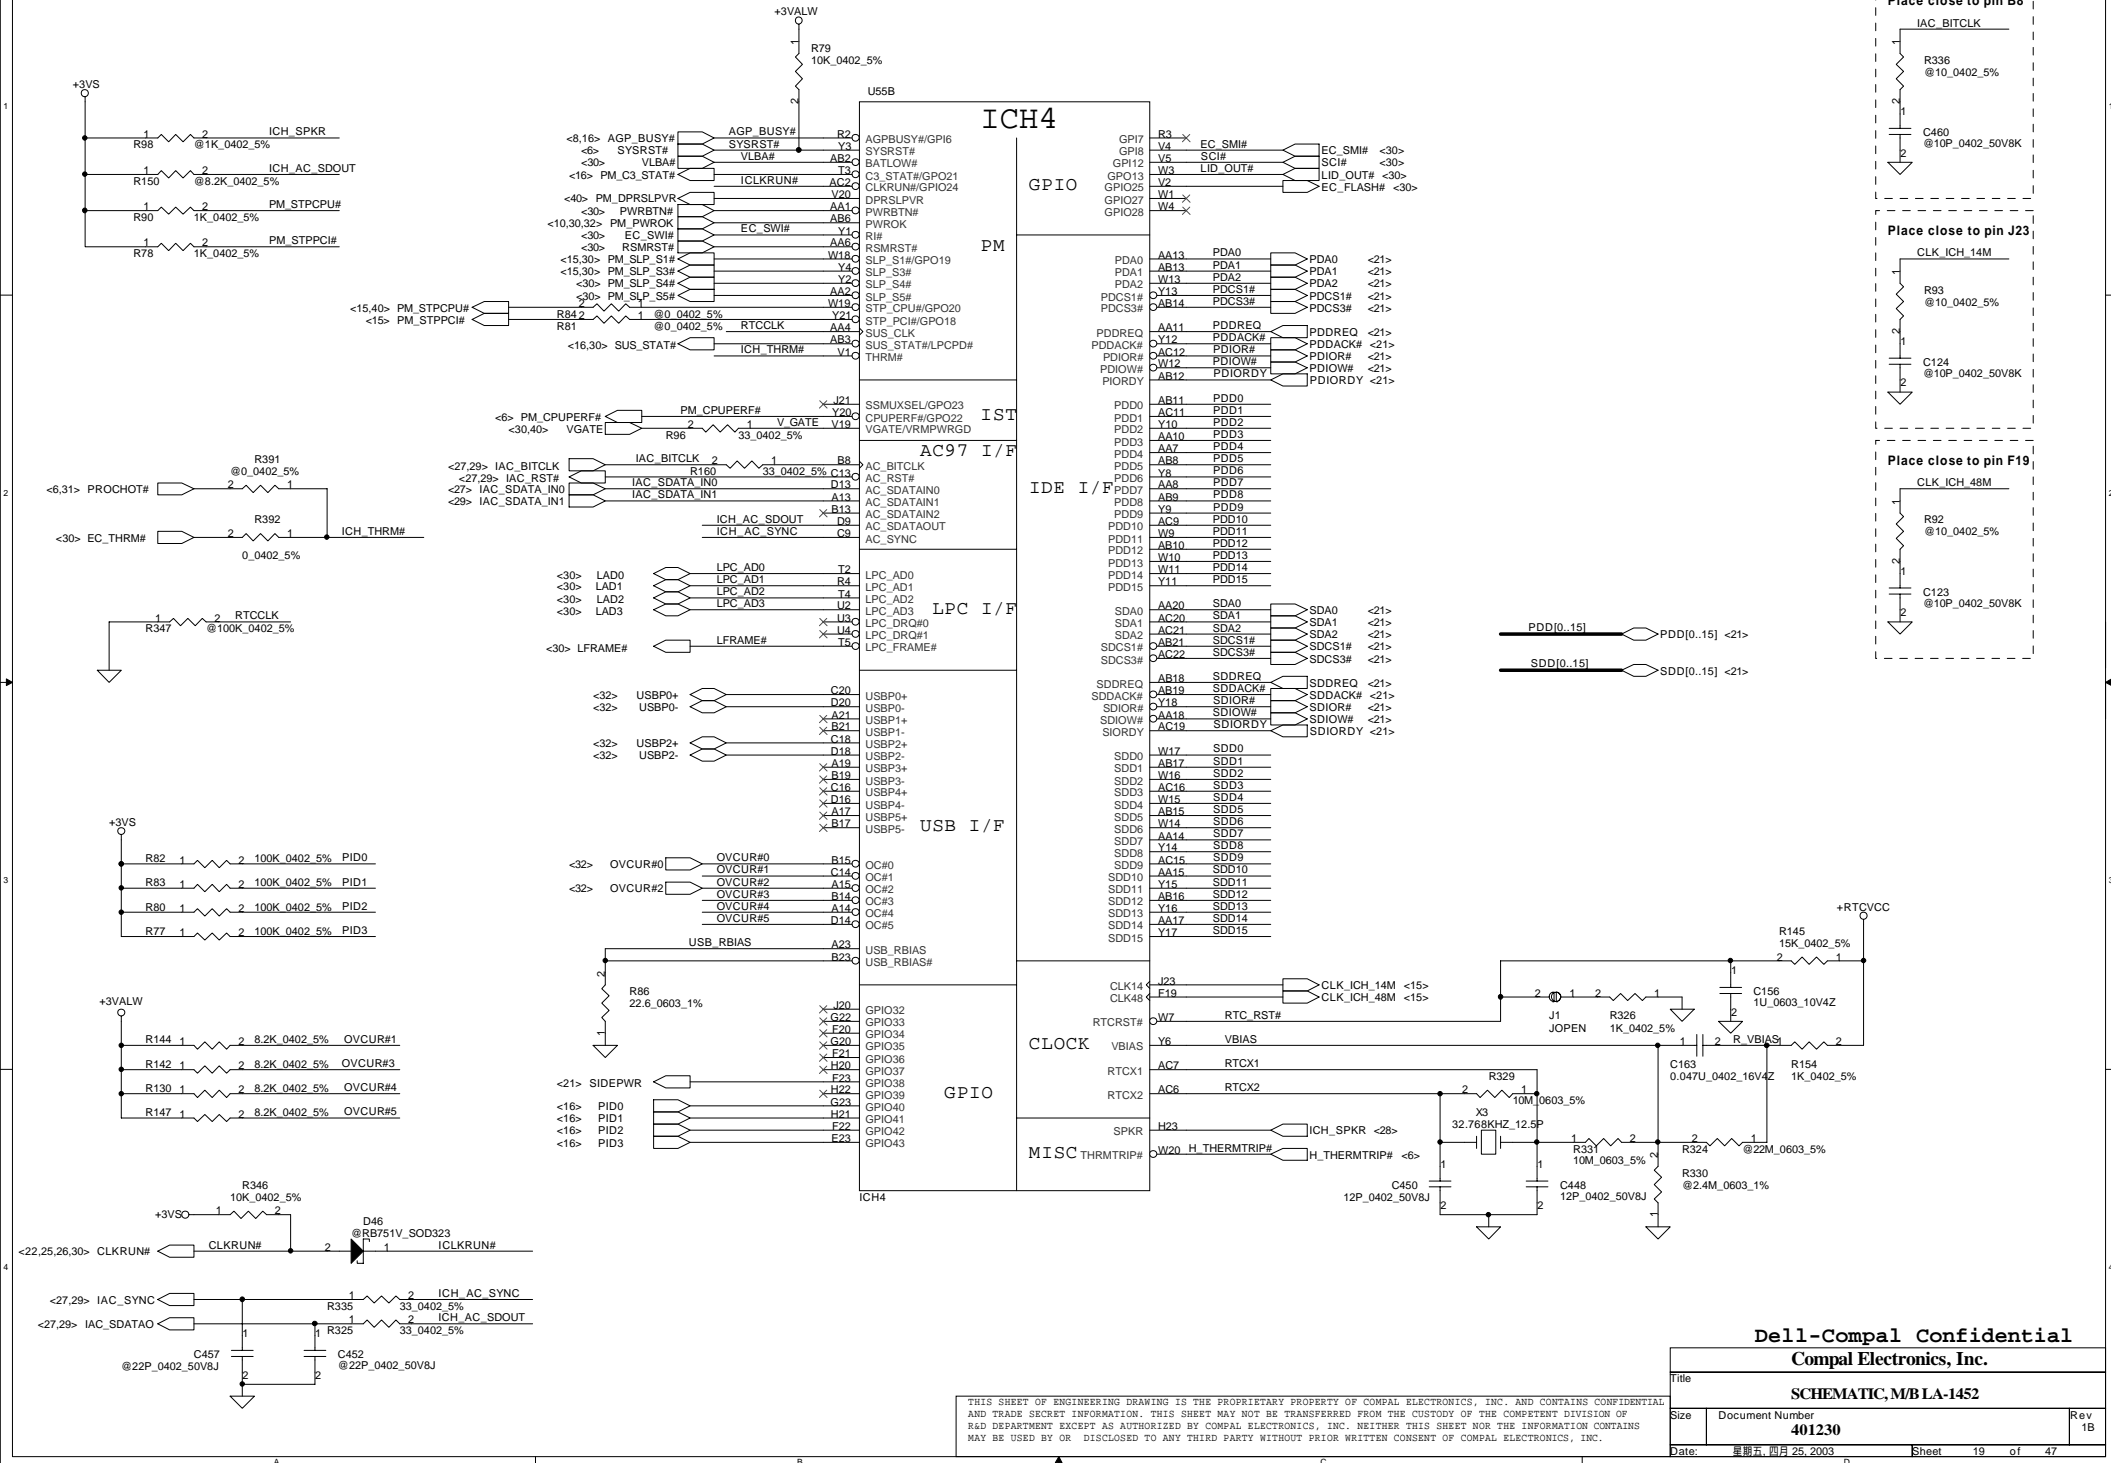 +3VALW
R79
10K_0402_5%
+3VS
R98 @1K_0402_5% ICH_SPKR
R150 @8.2K_0402_5% ICH_AC_SDOUT
R90 1K_0402_5% PM_STPCPU#
R78 1K_0402_5% PM_STPPCI#
U55B
ICH4
<8,16> AGP_BUSY# AGP_BUSY# R2 AGPBUSY#/GPI6
<6> SYSRST# SYSRST# Y3 SYSRST#
<30> VLBA# VLBA# AB2 BATLOW#
<16> PM_C3_STAT# T3 C3_STAT#/GPO21
ICLKRUN# AC2 CLKRUN#/GPIO24
<40> PM_DPRSLPVR V20 DPRSLPVR
<30> PWRBTN# AA1 PWRBTN#
<10,30,32> PM_PWROK AB6 PWROK
<30> EC_SWI# EC_SWI# Y1 RI#
<30> RSMRST# AA6 RSMRST#
<15,30> PM_SLP_S1# W18 SLP_S1#/GPO19
<15,30> PM_SLP_S3# Y4 SLP_S3#
<30> PM_SLP_S4# Y2 SLP_S4#
<30> PM_SLP_S5# AA2 SLP_S5#
<15,40> PM_STPCPU# R84 2 1 @0_0402_5% W19 STP_CPU#/GPO20
<15> PM_STPPCI# R81 @0_0402_5% Y21 STP_PCI#/GPO18
RTCCLK AA4 SUS_CLK
<16,30> SUS_STAT# AB3 SUS_STAT#/LPCPD#
ICH_THRM# V1 THRM#
PM
J21 SSMUXSEL/GPO23
<6> PM_CPUPERF# PM_CPUPERF# Y20 CPUPERF#/GPO22
<30,40> VGATE R96 2 1 33_0402_5% V_GATE V19 VGATE/VRMPWRGD
IST
AC97 I/F
<27,29> IAC_BITCLK IAC_BITCLK 2 1 R160 33_0402_5% B8 AC_BITCLK
<27,29> IAC_RST# C13 AC_RST#
<27> IAC_SDATA_IN0 IAC_SDATA_IN0 D13 AC_SDATAIN0
<29> IAC_SDATA_IN1 IAC_SDATA_IN1 A13 AC_SDATAIN1
B13 AC_SDATAIN2
ICH_AC_SDOUT D9 AC_SDATAOUT
ICH_AC_SYNC C9 AC_SYNC
<30> LAD0 LPC_AD0 T2 LPC_AD0
<30> LAD1 LPC_AD1 R4 LPC_AD1
<30> LAD2 LPC_AD2 T4 LPC_AD2
<30> LAD3 LPC_AD3 U2 LPC_AD3
U3 LPC_DRQ#0
U4 LPC_DRQ#1
<30> LFRAME# LFRAME# T5 LPC_FRAME#
LPC I/F
<32> USBP0+ C20 USBP0+
<32> USBP0- D20 USBP0-
A21 USBP1+
B21 USBP1-
<32> USBP2+ C18 USBP2+
<32> USBP2- D18 USBP2-
A19 USBP3+
B19 USBP3-
C16 USBP4+
D16 USBP4-
A17 USBP5+
B17 USBP5-
USB I/F
<32> OVCUR#0 OVCUR#0 B15 OC#0
OVCUR#1 C14 OC#1
<32> OVCUR#2 OVCUR#2 A15 OC#2
OVCUR#3 B14 OC#3
OVCUR#4 A14 OC#4
OVCUR#5 D14 OC#5
USB_RBIAS A23 USB_RBIAS
B23 USB_RBIAS#
R86
22.6_0603_1%
J20 GPIO32
G22 GPIO33
F20 GPIO34
G20 GPIO35
F21 GPIO36
H20 GPIO37
<21> SIDEPWR F23 GPIO38
H22 GPIO39
<16> PID0 G23 GPIO40
<16> PID1 H21 GPIO41
<16> PID2 F22 GPIO42
<16> PID3 E23 GPIO43
GPIO
ICH4
GPIO
GPI7 R3
GPI8 V4 EC_SMI# EC_SMI# <30>
GPI12 V5 SCI# SCI# <30>
GPO13 W3 LID_OUT# LID_OUT# <30>
GPIO25 V2 EC_FLASH# <30>
GPIO27 W1
GPIO28 W4
IDE I/F
PDA0 AA13 PDA0 PDA0 <21>
PDA1 AB13 PDA1 PDA1 <21>
PDA2 W13 PDA2 PDA2 <21>
PDCS1# Y13 PDCS1# PDCS1# <21>
PDCS3# AB14 PDCS3# PDCS3# <21>
PDDREQ AA11 PDDREQ PDDREQ <21>
PDDACK# Y12 PDDACK# PDDACK# <21>
PDIOR# AC12 PDIOR# PDIOR# <21>
PDIOW# W12 PDIOW# PDIOW# <21>
PIORDY AB12 PDIORDY PDIORDY <21>
PDD0 AB11 PDD0
PDD1 AC11 PDD1
PDD2 Y10 PDD2
PDD3 AA10 PDD3
PDD4 AA7 PDD4
PDD5 AB8 PDD5
PDD6 Y8 PDD6
PDD7 AA8 PDD7
PDD8 AB9 PDD8
PDD9 Y9 PDD9
PDD10 AC9 PDD10
PDD11 W9 PDD11
PDD12 AB10 PDD12
PDD13 W10 PDD13
PDD14 W11 PDD14
PDD15 Y11 PDD15
SDA0 AA20 SDA0 SDA0 <21>
SDA1 AC20 SDA1 SDA1 <21>
SDA2 AC21 SDA2 SDA2 <21>
SDCS1# AB21 SDCS1# SDCS1# <21>
SDCS3# AC22 SDCS3# SDCS3# <21>
SDDREQ AB18 SDDREQ SDDREQ <21>
SDDACK# AB19 SDDACK# SDDACK# <21>
SDIOR# Y18 SDIOR# SDIOR# <21>
SDIOW# AA18 SDIOW# SDIOW# <21>
SIORDY AC19 SDIORDY SDIORDY <21>
SDD0 W17 SDD0
SDD1 AB17 SDD1
SDD2 W16 SDD2
SDD3 AC16 SDD3
SDD4 W15 SDD4
SDD5 AB15 SDD5
SDD6 W14 SDD6
SDD7 AA14 SDD7
SDD8 Y14 SDD8
SDD9 AC15 SDD9
SDD10 AA15 SDD10
SDD11 Y15 SDD11
SDD12 AB16 SDD12
SDD13 Y16 SDD13
SDD14 AA17 SDD14
SDD15 Y17 SDD15
CLOCK
CLK14 J23 CLK_ICH_14M <15>
CLK48 F19 CLK_ICH_48M <15>
RTCRST# W7 RTC_RST#
VBIAS Y6 VBIAS
RTCX1 AC7 RTCX1
RTCX2 AC6 RTCX2
MISC
SPKR H23 ICH_SPKR <28>
THRMTRIP# W20 H_THERMTRIP# H_THERMTRIP# <6>
Place close to pin B8
IAC_BITCLK
R336
@10_0402_5%
C460
@10P_0402_50V8K
Place close to pin J23
CLK_ICH_14M
R93
@10_0402_5%
C124
@10P_0402_50V8K
Place close to pin F19
CLK_ICH_48M
R92
@10_0402_5%
C123
@10P_0402_50V8K
PDD[0..15] PDD[0..15] <21>
SDD[0..15] SDD[0..15] <21>
R391
@0_0402_5%
<6,31> PROCHOT# 2 1
R392
<30> EC_THRM# 2 1 ICH_THRM#
0_0402_5%
R347 1 2 RTCCLK
@100K_0402_5%
+3VS
R82 1 2 100K_0402_5% PID0
R83 1 2 100K_0402_5% PID1
R80 1 2 100K_0402_5% PID2
R77 1 2 100K_0402_5% PID3
+3VALW
R144 1 2 8.2K_0402_5% OVCUR#1
R142 1 2 8.2K_0402_5% OVCUR#3
R130 1 2 8.2K_0402_5% OVCUR#4
R147 1 2 8.2K_0402_5% OVCUR#5
R346
10K_0402_5%
+3VS 1 2
D46
@RB751V_SOD323
<22,25,26,30> CLKRUN# CLKRUN# 2 1 ICLKRUN#
<27,29> IAC_SYNC R335 1 2 33_0402_5% ICH_AC_SYNC
<27,29> IAC_SDATAO R325 33_0402_5% ICH_AC_SDOUT
C457
@22P_0402_50V8J
C452
@22P_0402_50V8J
+RTCVCC
R145
15K_0402_5%
C156
1U_0603_10V4Z
J1
JOPEN
R326
1K_0402_5%
C163
0.047U_0402_16V4Z
R_VBIAS
R154
1K_0402_5%
R329
10M_0603_5%
X3
32.768KHZ_12.5P
R331
10M_0603_5%
R324
@22M_0603_5%
R330
@2.4M_0603_1%
C450
12P_0402_50V8J
C448
12P_0402_50V8J
Dell-Compal Confidential
Compal Electronics, Inc.
Title
SCHEMATIC, M/B LA-1452
Size Document Number Rev
401230 1B
Date: 星期五, 四月 25, 2003 Sheet 19 of 47
THIS SHEET OF ENGINEERING DRAWING IS THE PROPRIETARY PROPERTY OF COMPAL ELECTRONICS, INC. AND CONTAINS CONFIDENTIAL
AND TRADE SECRET INFORMATION. THIS SHEET MAY NOT BE TRANSFERRED FROM THE CUSTODY OF THE COMPETENT DIVISION OF
R&D DEPARTMENT EXCEPT AS AUTHORIZED BY COMPAL ELECTRONICS, INC. NEITHER THIS SHEET NOR THE INFORMATION CONTAINS
MAY BE USED BY OR DISCLOSED TO ANY THIRD PARTY WITHOUT PRIOR WRITTEN CONSENT OF COMPAL ELECTRONICS, INC.